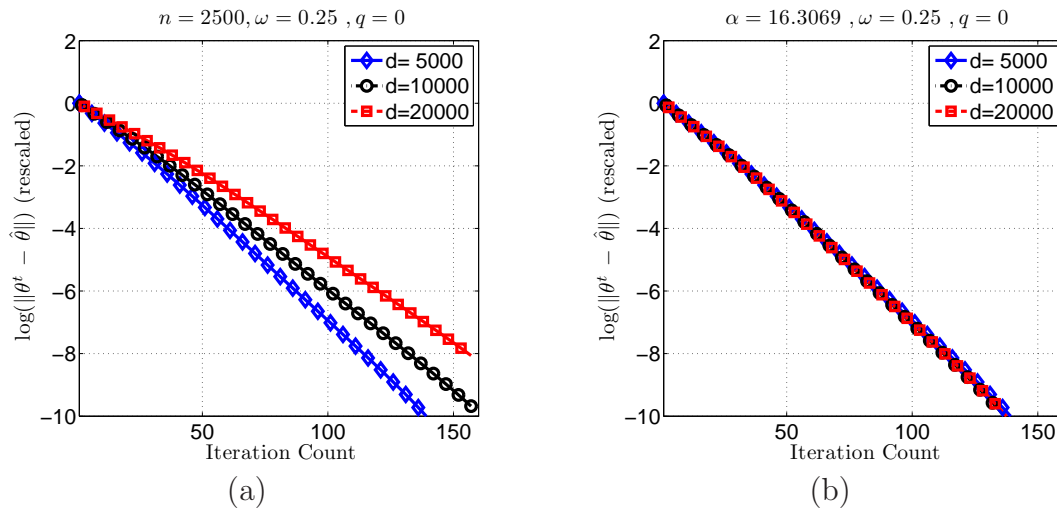 n = 2500, ω = 0.25 , q = 0
2
0
−2
−4
−6
−8
−10
log(‖θ^t − θ̂‖) (rescaled)
50
100
150
Iteration Count
d= 5000
d=10000
d=20000
(a)
α = 16.3069 , ω = 0.25 , q = 0
2
0
−2
−4
−6
−8
−10
log(‖θ^t − θ̂‖) (rescaled)
50
100
150
Iteration Count
d= 5000
d=10000
d=20000
(b)